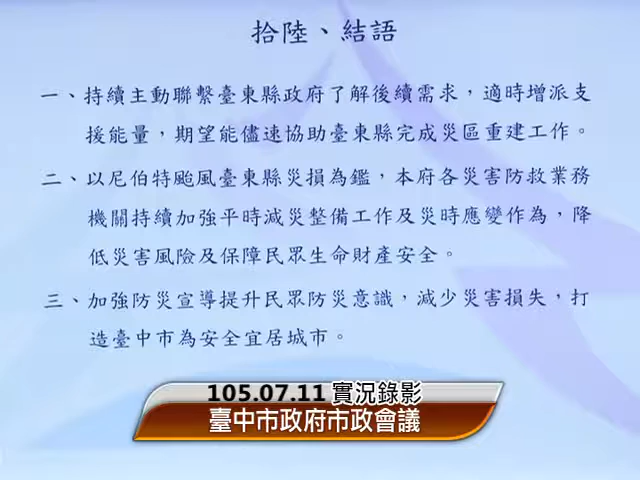 拾陸、結語
一、持續主動聯繫臺東縣政府了解後續需求，適時增派支
援能量，期望能儘速協助臺東縣完成災區重建工作。
二、以尼伯特颱風臺東縣災損為鑑，本府各災害防救業務
機關持續加強平時減災整備工作及災時應變作為，降
低災害風險及保障民眾生命財產安全。
三、加強防災宣導提升民眾防災意識，減少災害損失，打
造臺中市為安全宜居城市。
105.07.11 實況錄影
臺中市政府市政會議